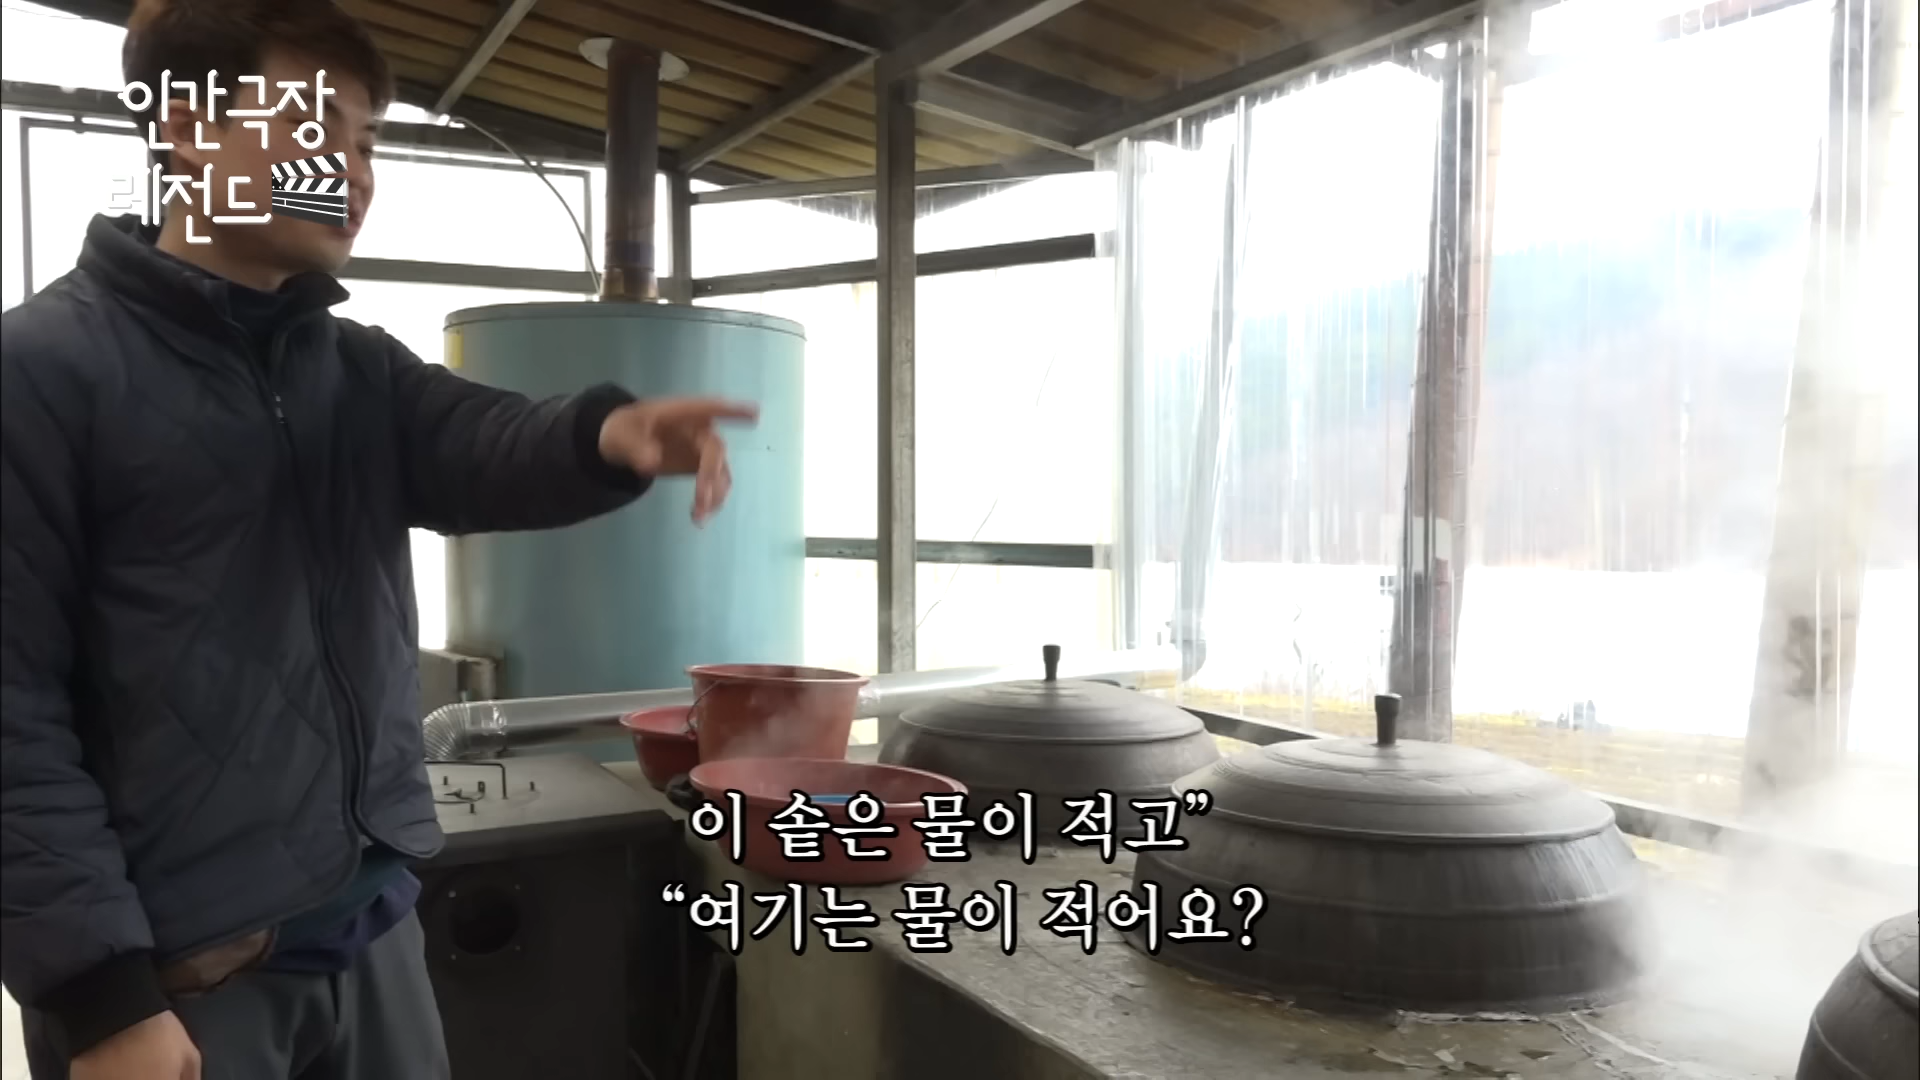 인간극장
레전드
이 솥은 물이 적고”
“여기는 물이 적어요?